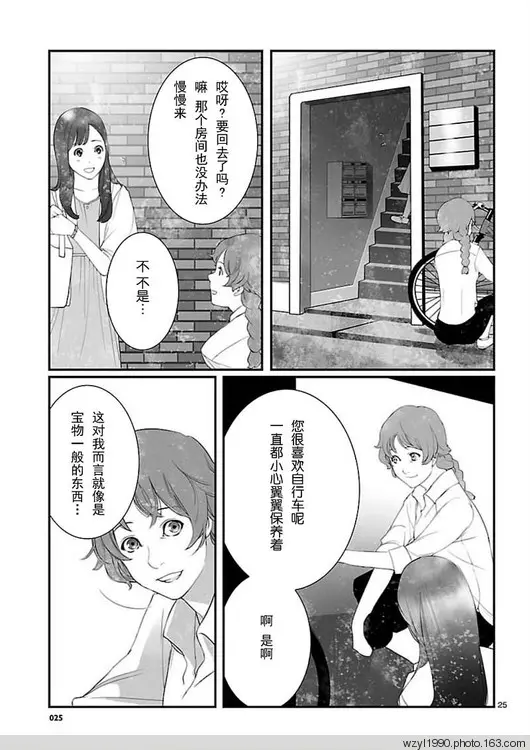 哎呀？要回去了吗？
嘛 那个房间也没办法
慢慢来
不 不是…
您很喜欢自行车呢
一直都小心翼翼保养着
啊 是啊
这对我而言就像是
宝物一般的东西…
25
025
wzyl1990.photo.163.com